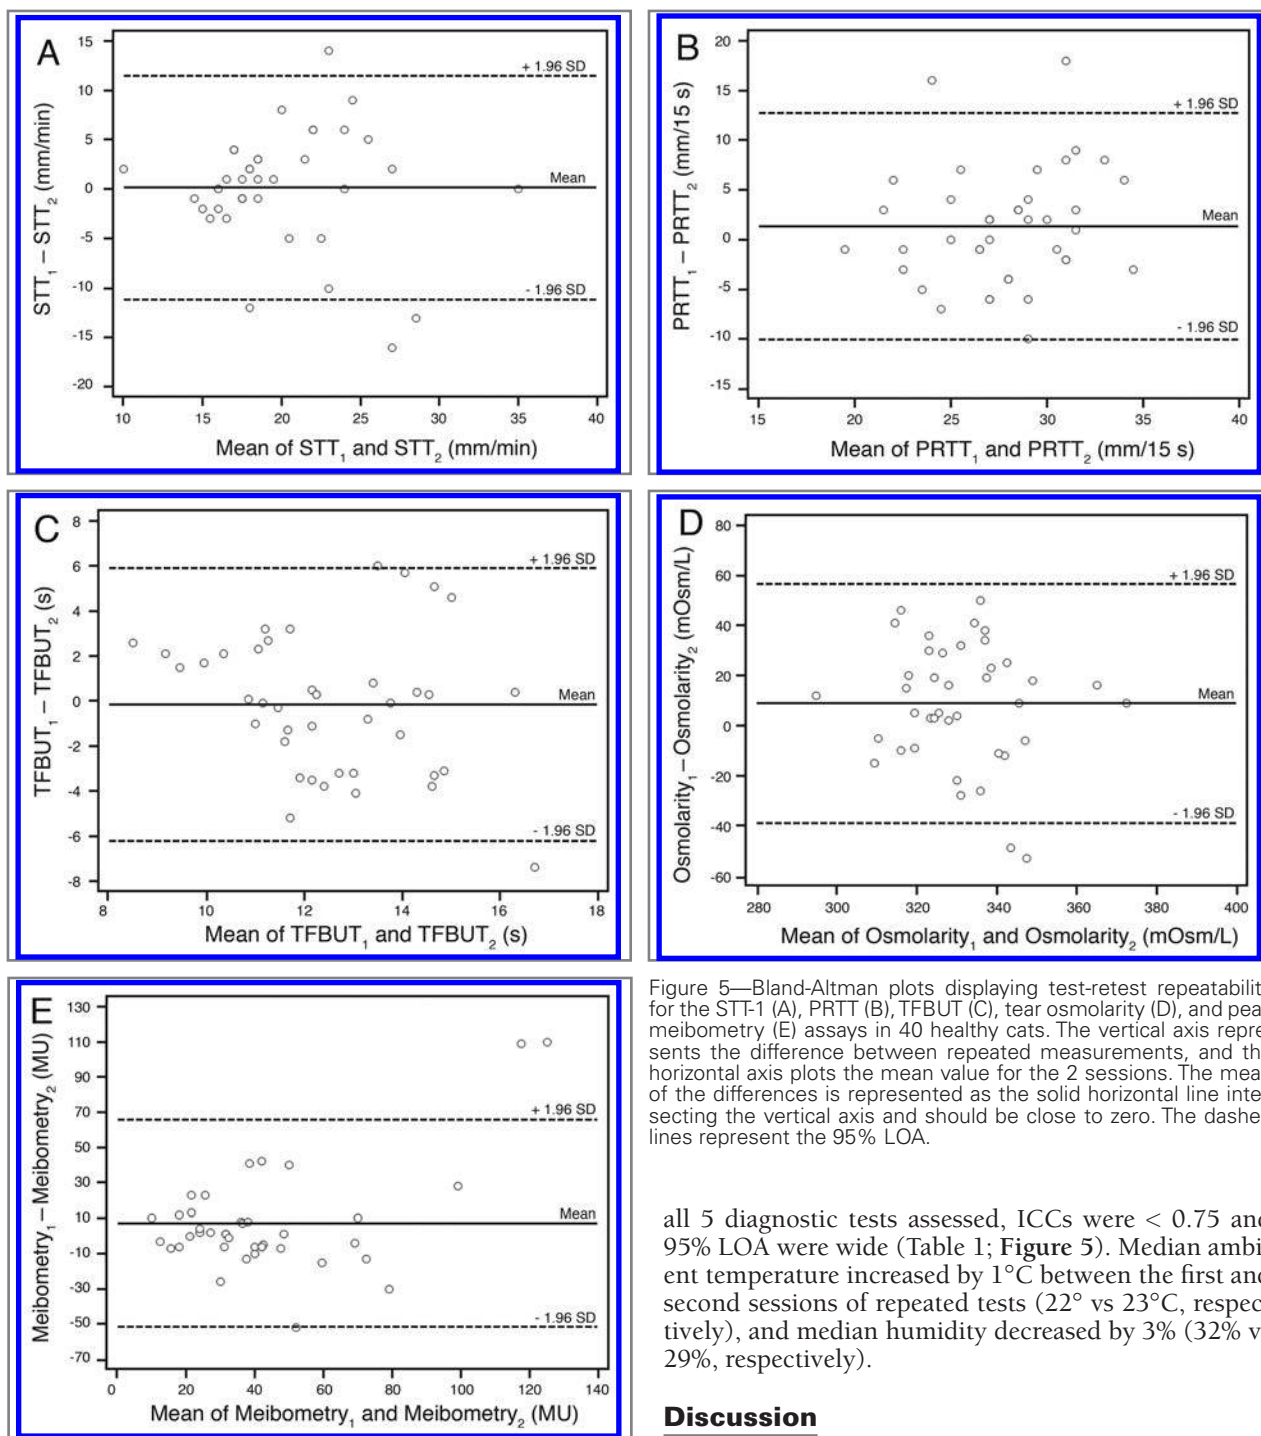 A
STT1 – STT2 (mm/min)
15
10
5
0
-5
-10
-15
-20
+ 1.96 SD
Mean
- 1.96 SD
10 15 20 25 30 35 40
Mean of STT1 and STT2 (mm/min)
B
PRTT1 – PRTT2 (mm/15 s)
20
15
10
5
0
-5
-10
-15
+ 1.96 SD
Mean
- 1.96 SD
15 20 25 30 35 40
Mean of PRTT1 and PRTT2 (mm/15 s)
C
TFBUT1 – TFBUT2 (s)
8
6
4
2
0
-2
-4
-6
-8
+ 1.96 SD
Mean
- 1.96 SD
8 10 12 14 16 18
Mean of TFBUT1 and TFBUT2 (s)
D
Osmolarity1 – Osmolarity2 (mOsm/L)
80
60
40
20
0
-20
-40
-60
+ 1.96 SD
Mean
- 1.96 SD
280 300 320 340 360 380 400
Mean of Osmolarity1 and Osmolarity2 (mOsm/L)
E
Meibometry1 – Meibometry2 (MU)
130
110
90
70
50
30
10
-10
-30
-50
-70
+ 1.96 SD
Mean
- 1.96 SD
0 20 40 60 80 100 120 140
Mean of Meibometry1 and Meibometry2 (MU)
Figure 5—Bland-Altman plots displaying test-retest repeatabilit
for the STT-1 (A), PRTT (B), TFBUT (C), tear osmolarity (D), and pea
meibometry (E) assays in 40 healthy cats. The vertical axis repre
sents the difference between repeated measurements, and th
horizontal axis plots the mean value for the 2 sessions. The mea
of the differences is represented as the solid horizontal line inte
secting the vertical axis and should be close to zero. The dashe
lines represent the 95% LOA.
all 5 diagnostic tests assessed, ICCs were < 0.75 and
95% LOA were wide (Table 1; Figure 5). Median ambi-
ent temperature increased by 1°C between the first and
second sessions of repeated tests (22° vs 23°C, respec
tively), and median humidity decreased by 3% (32% v
29%, respectively).
Discussion